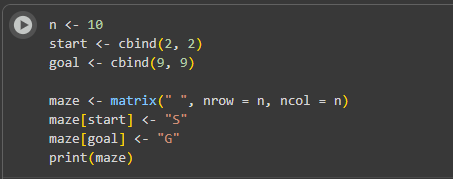 n <- 10
start <- cbind(2, 2)
goal <- cbind(9, 9)
maze <- matrix(" ", nrow = n, ncol = n)
maze[start] <- "S"
maze[goal] <- "G"
print(maze)